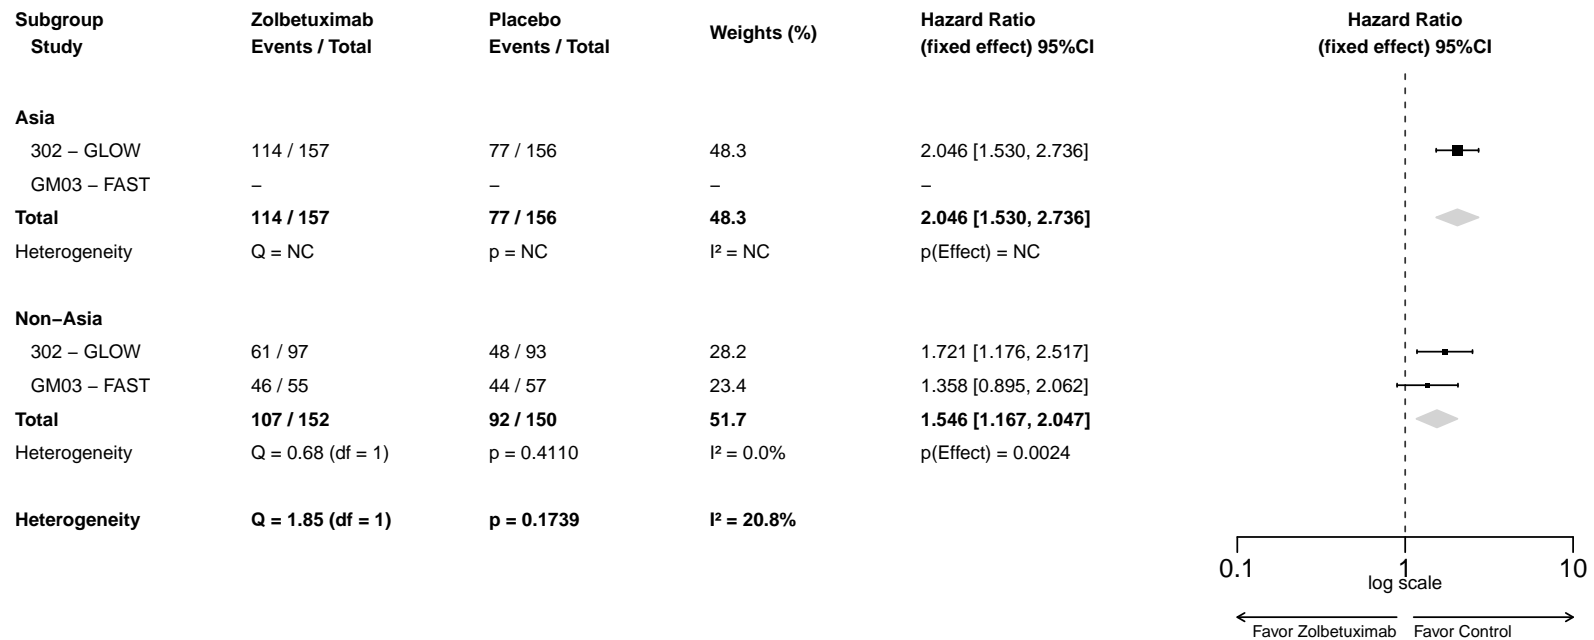 Subgroup Zolbetuximab Placebo Weights (%) Hazard Ratio Hazard Ratio
Study Events / Total Events / Total (fixed effect) 95%CI (fixed effect) 95%CI
Asia
302 − GLOW 114 / 157 77 / 156 48.3 2.046 [1.530, 2.736]
GM03 − FAST − − − −
Total 114 / 157 77 / 156 48.3 2.046 [1.530, 2.736]
Heterogeneity Q = NC p = NC I² = NC p(Effect) = NC
Non−Asia
302 − GLOW 61 / 97 48 / 93 28.2 1.721 [1.176, 2.517]
GM03 − FAST 46 / 55 44 / 57 23.4 1.358 [0.895, 2.062]
Total 107 / 152 92 / 150 51.7 1.546 [1.167, 2.047]
Heterogeneity Q = 0.68 (df = 1) p = 0.4110 I² = 0.0% p(Effect) = 0.0024
Heterogeneity Q = 1.85 (df = 1) p = 0.1739 I² = 20.8%
0.1 1 10
log scale
Favor Zolbetuximab Favor Control